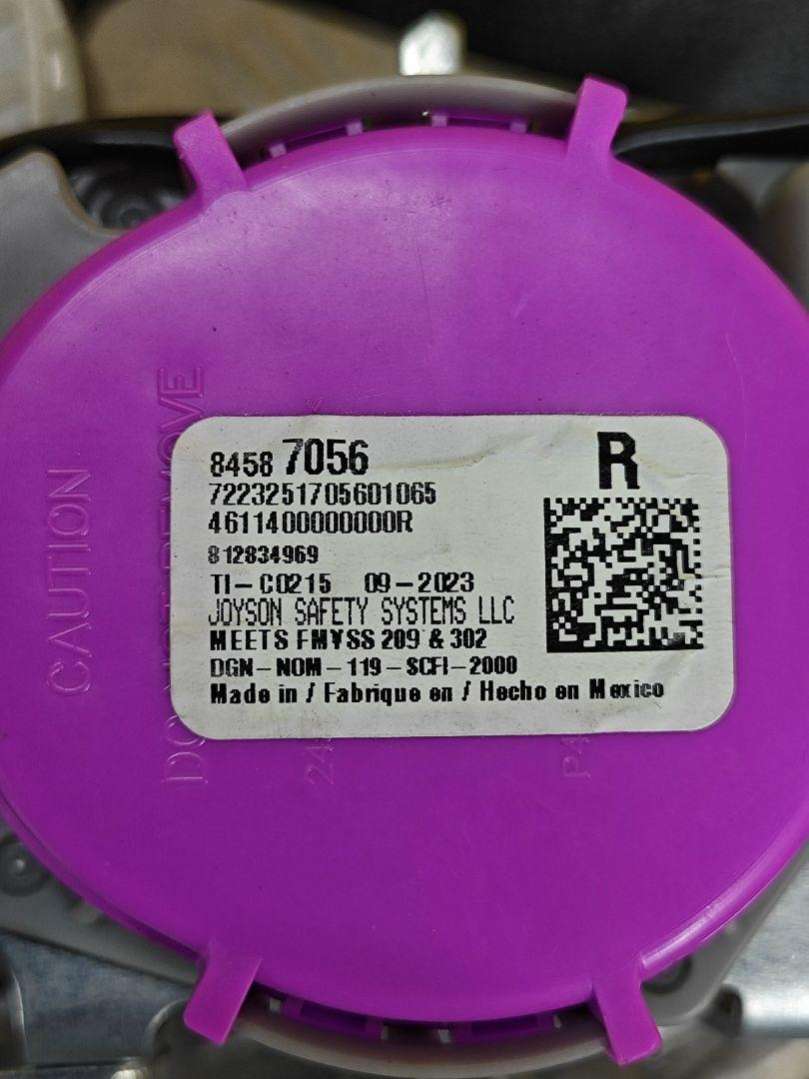 8458 7056
R
7223251705601065
4611400000000R
812834969
TI-C0215 09-2023
JOYSON SAFETY SYSTEMS LLC
MEETS FMVSS 209 & 302
DGN-NOM-119-SCFI-2000
Made in / Fabrique en / Hecho en Mexico
CAUTION